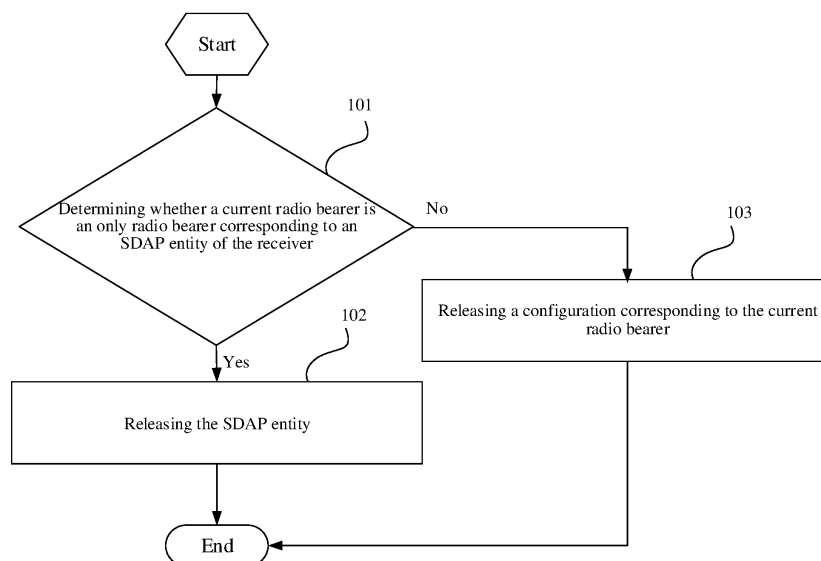 Start
101
Determining whether a current radio bearer is
an only radio bearer corresponding to an
SDAP entity of the receiver
No
103
Releasing a configuration corresponding to the current
radio bearer
102
Yes
Releasing the SDAP entity
End